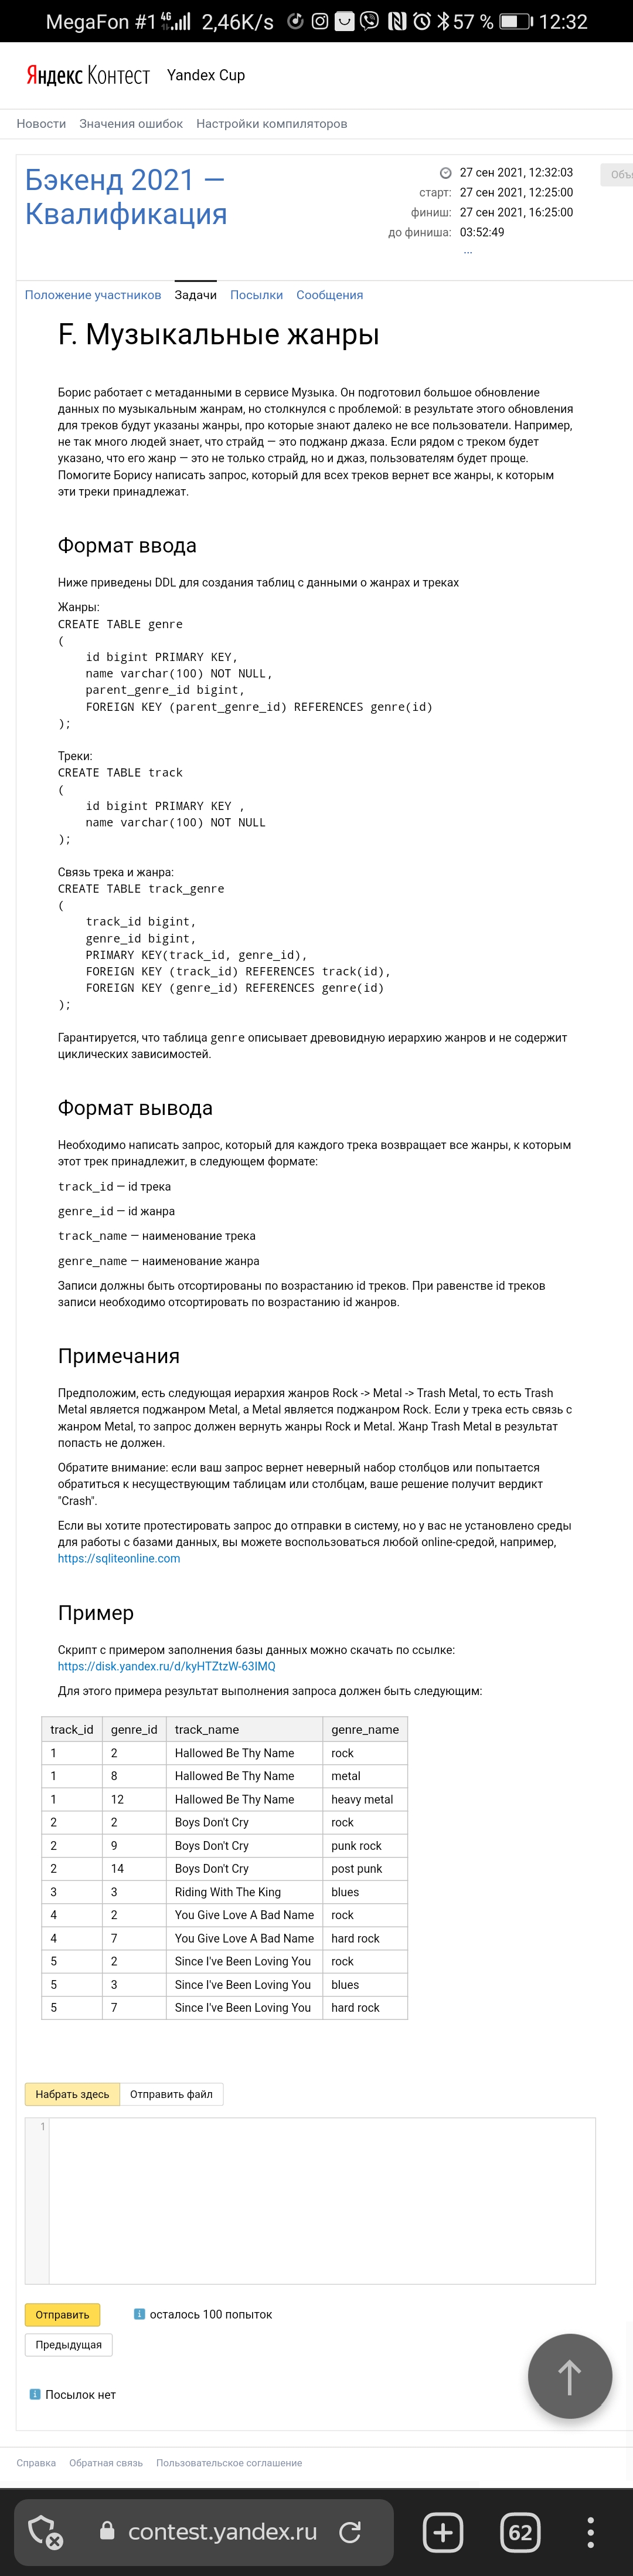 MegaFon #1 4G 2,46K/s 57 % 12:32
Яндекс Контест Yandex Cup
Новости Значения ошибок Настройки компиляторов
Бэкенд 2021 —
Квалификация
27 сен 2021, 12:32:03
старт: 27 сен 2021, 12:25:00
финиш: 27 сен 2021, 16:25:00
до финиша: 03:52:49
...
Объя
Положение участников Задачи Посылки Сообщения
F. Музыкальные жанры
Борис работает с метаданными в сервисе Музыка. Он подготовил большое обновление
данных по музыкальным жанрам, но столкнулся с проблемой: в результате этого обновления
для треков будут указаны жанры, про которые знают далеко не все пользователи. Например,
не так много людей знает, что страйд — это поджанр джаза. Если рядом с треком будет
указано, что его жанр — это не только страйд, но и джаз, пользователям будет проще.
Помогите Борису написать запрос, который для всех треков вернет все жанры, к которым
эти треки принадлежат.
Формат ввода
Ниже приведены DDL для создания таблиц с данными о жанрах и треках
Жанры:
CREATE TABLE genre
(
id bigint PRIMARY KEY,
name varchar(100) NOT NULL,
parent_genre_id bigint,
FOREIGN KEY (parent_genre_id) REFERENCES genre(id)
);
Треки:
CREATE TABLE track
(
id bigint PRIMARY KEY ,
name varchar(100) NOT NULL
);
Связь трека и жанра:
CREATE TABLE track_genre
(
track_id bigint,
genre_id bigint,
PRIMARY KEY(track_id, genre_id),
FOREIGN KEY (track_id) REFERENCES track(id),
FOREIGN KEY (genre_id) REFERENCES genre(id)
);
Гарантируется, что таблица genre описывает древовидную иерархию жанров и не содержит
циклических зависимостей.
Формат вывода
Необходимо написать запрос, который для каждого трека возвращает все жанры, к которым
этот трек принадлежит, в следующем формате:
track_id — id трека
genre_id — id жанра
track_name — наименование трека
genre_name — наименование жанра
Записи должны быть отсортированы по возрастанию id треков. При равенстве id треков
записи необходимо отсортировать по возрастанию id жанров.
Примечания
Предположим, есть следующая иерархия жанров Rock -> Metal -> Trash Metal, то есть Trash
Metal является поджанром Metal, а Metal является поджанром Rock. Если у трека есть связь с
жанром Metal, то запрос должен вернуть жанры Rock и Metal. Жанр Trash Metal в результат
попасть не должен.
Обратите внимание: если ваш запрос вернет неверный набор столбцов или попытается
обратиться к несуществующим таблицам или столбцам, ваше решение получит вердикт
"Crash".
Если вы хотите протестировать запрос до отправки в систему, но у вас не установлено среды
для работы с базами данных, вы можете воспользоваться любой online-средой, например,
https://sqliteonline.com
Пример
Скрипт с примером заполнения базы данных можно скачать по ссылке:
https://disk.yandex.ru/d/kyHTZtzW-63IMQ
Для этого примера результат выполнения запроса должен быть следующим:
track_id genre_id track_name genre_name
1 2 Hallowed Be Thy Name rock
1 8 Hallowed Be Thy Name metal
1 12 Hallowed Be Thy Name heavy metal
2 2 Boys Don't Cry rock
2 9 Boys Don't Cry punk rock
2 14 Boys Don't Cry post punk
3 3 Riding With The King blues
4 2 You Give Love A Bad Name rock
4 7 You Give Love A Bad Name hard rock
5 2 Since I've Been Loving You rock
5 3 Since I've Been Loving You blues
5 7 Since I've Been Loving You hard rock
Набрать здесь Отправить файл
1
Отправить осталось 100 попыток
Предыдущая
Посылок нет
Справка Обратная связь Пользовательское соглашение
contest.yandex.ru 62